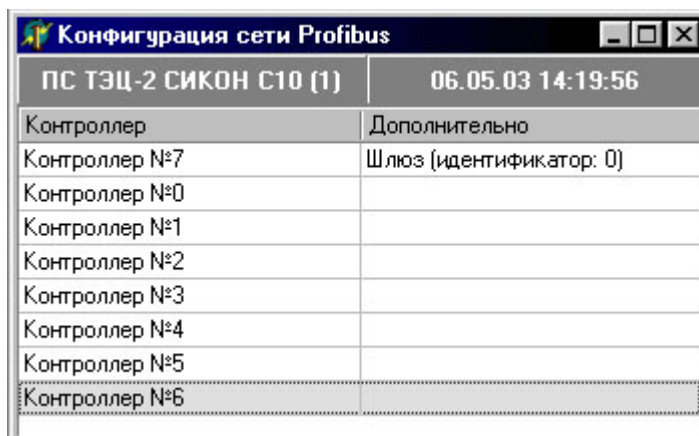 Конфигурация сети Profibus
ПС ТЭЦ-2 СИКОН С10 (1) 06.05.03 14:19:56
Контроллер Дополнительно
Контроллер №7 Шлюз (идентификатор: 0)
Контроллер №0
Контроллер №1
Контроллер №2
Контроллер №3
Контроллер №4
Контроллер №5
Контроллер №6